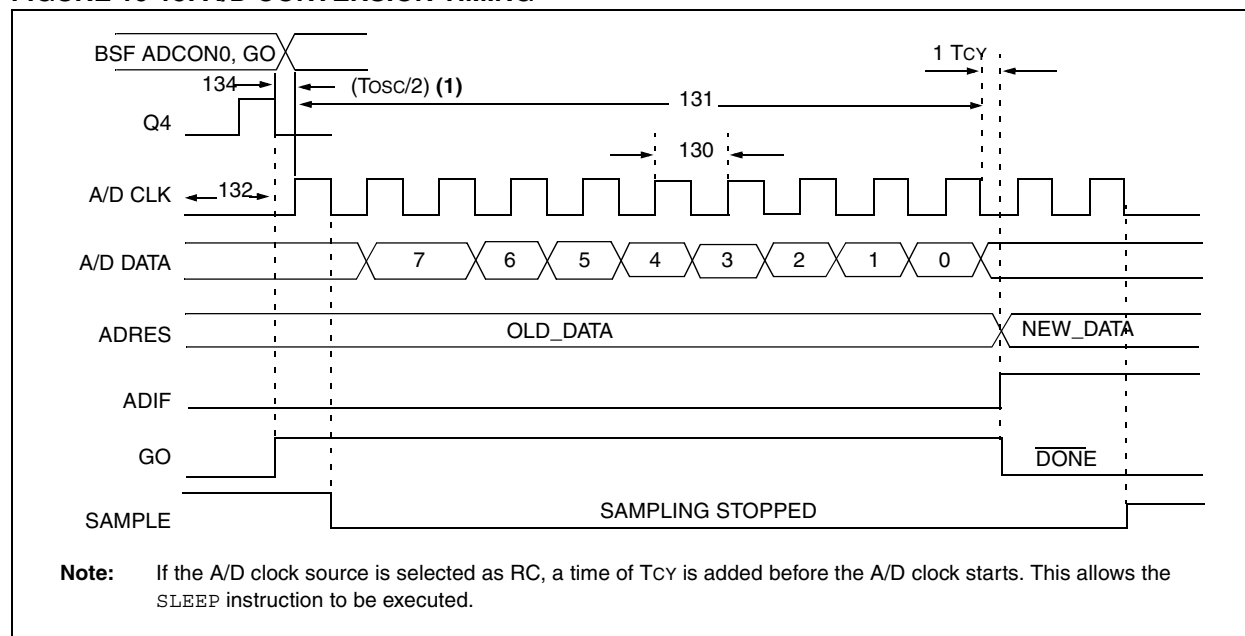 BSF ADCON0, GO
1 TCY
134
(TOSC/2) (1)
131
Q4
130
A/D CLK
132
A/D DATA
7 6 5 4 3 2 1 0
ADRES
OLD_DATA
NEW_DATA
ADIF
GO
DONE
SAMPLE
SAMPLING STOPPED
Note: If the A/D clock source is selected as RC, a time of TCY is added before the A/D clock starts. This allows the
SLEEP instruction to be executed.